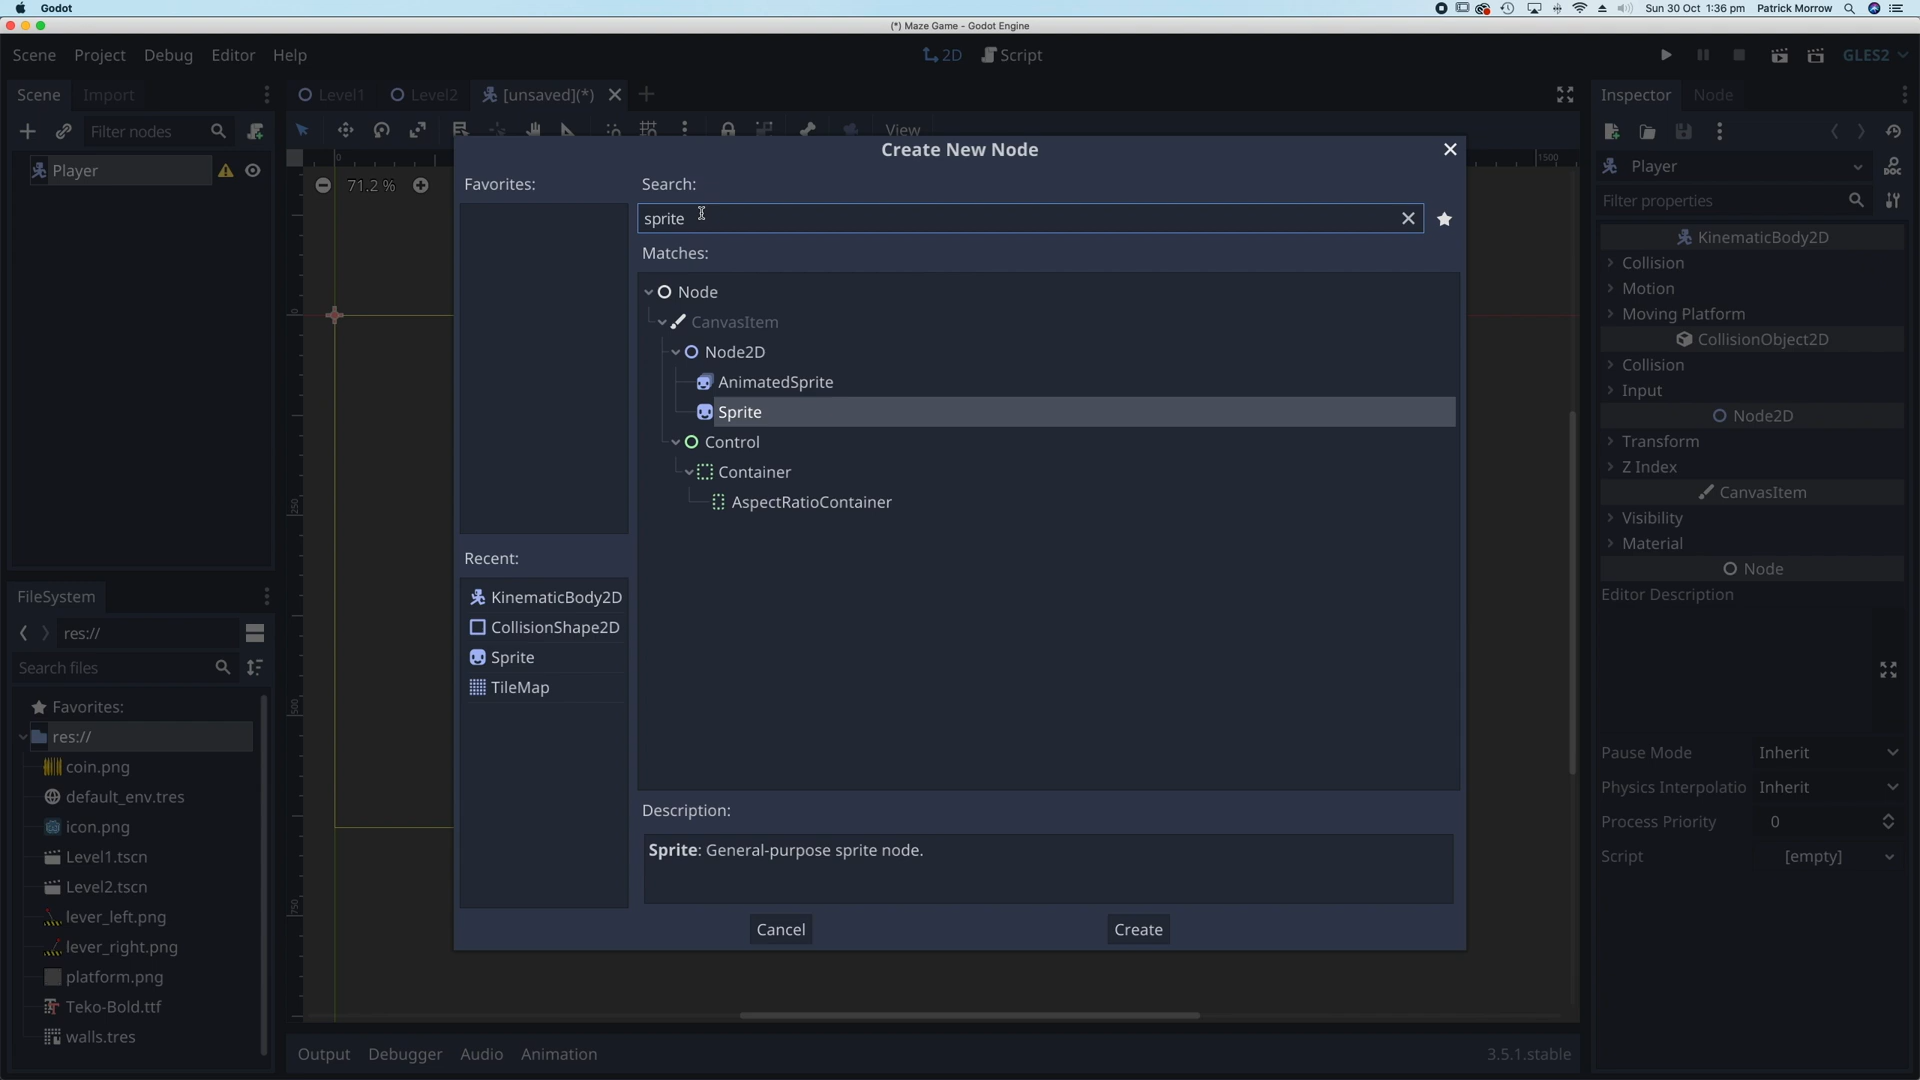 Godot
Sun 30 Oct 1:36 pm Patrick Morrow
(*) Maze Game - Godot Engine
Scene Project Debug Editor Help
2D Script
GLES2
Scene Import
Level1 Level2 [unsaved](*)
Inspector Node
Filter nodes
View
Create New Node
Player
Player
71.2 %
0
1500
Favorites:
Search:
Filter properties
sprite
KinematicBody2D
Matches:
Collision
Motion
Moving Platform
CollisionObject2D
Collision
Input
Node2D
Transform
Z Index
CanvasItem
Visibility
Material
Node
Editor Description
Node
CanvasItem
Node2D
AnimatedSprite
Sprite
Control
Container
AspectRatioContainer
0
250
500
750
Recent:
KinematicBody2D
CollisionShape2D
Sprite
TileMap
FileSystem
res://
Search files
Favorites:
res://
coin.png
default_env.tres
icon.png
Level1.tscn
Level2.tscn
lever_left.png
lever_right.png
platform.png
Teko-Bold.ttf
walls.tres
Pause Mode Inherit
Physics Interpolatio Inherit
Process Priority 0
Script [empty]
Description:
Sprite: General-purpose sprite node.
Cancel Create
Output Debugger Audio Animation
3.5.1.stable